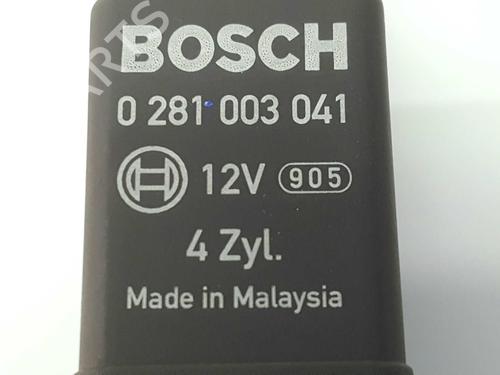 BOSCH
0 281 003 041
12V 905
4 Zyl.
Made in Malaysia